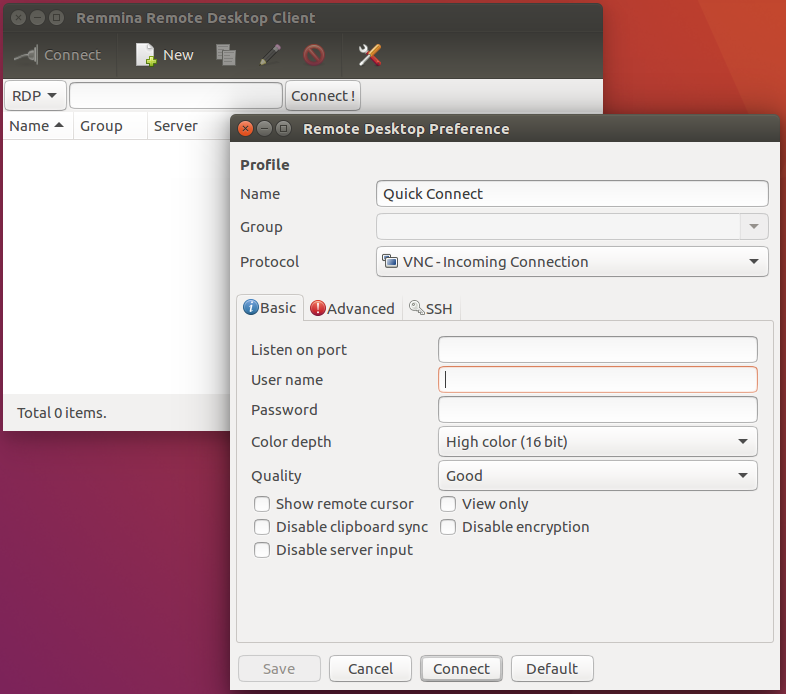 Remmina Remote Desktop Client
Connect New
RDP Connect !
Name Group Server
Total 0 items.
Remote Desktop Preference
Profile
Name Quick Connect
Group
Protocol VNC - Incoming Connection
Basic Advanced SSH
Listen on port
User name
Password
Color depth High color (16 bit)
Quality Good
Show remote cursor View only
Disable clipboard sync Disable encryption
Disable server input
Save Cancel Connect Default